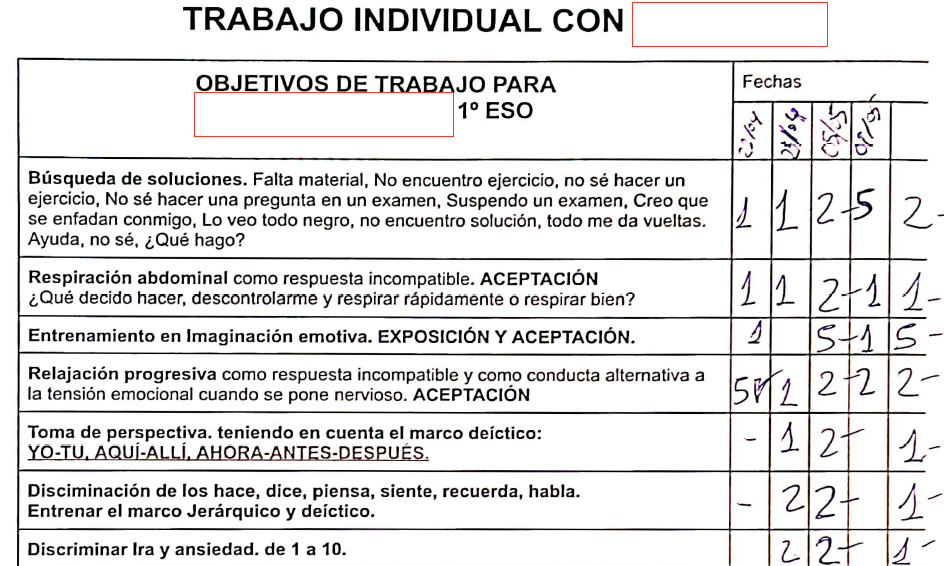 TRABAJO INDIVIDUAL CON
OBJETIVOS DE TRABAJO PARA
1º ESO
Fechas
05/05
Búsqueda de soluciones. Falta material, No encuentro ejercicio, no sé hacer un
ejercicio, No sé hacer una pregunta en un examen, Suspendo un examen, Creo que
se enfadan conmigo, Lo veo todo negro, no encuentro solución, todo me da vueltas.
Ayuda, no sé, ¿Qué hago?
1 1 2-5 2-
Respiración abdominal como respuesta incompatible. ACEPTACIÓN
¿Qué decido hacer, descontrolarme y respirar rápidamente o respirar bien?
1 1 2-1 1-
Entrenamiento en Imaginación emotiva. EXPOSICIÓN Y ACEPTACIÓN.
1 5-1 5-
Relajación progresiva como respuesta incompatible y como conducta alternativa a
la tensión emocional cuando se pone nervioso. ACEPTACIÓN
1 2-2 2-
Toma de perspectiva. teniendo en cuenta el marco deíctico:
YO-TU, AQUÍ-ALLÍ, AHORA-ANTES-DESPUÉS.
- 1 2- 1-
Disciminación de los hace, dice, piensa, siente, recuerda, habla.
Entrenar el marco Jerárquico y deíctico.
- 2 2- 1-
Discriminar Ira y ansiedad. de 1 a 10.
2 2- 1-